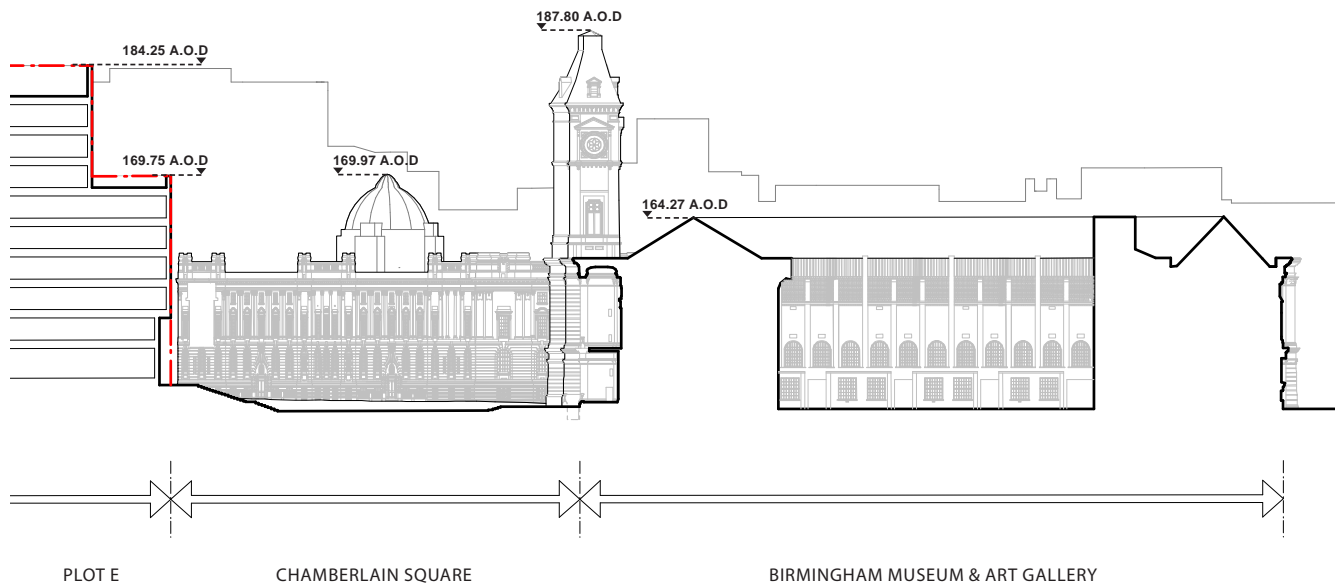 187.80 A.O.D
184.25 A.O.D
169.75 A.O.D
169.97 A.O.D
164.27 A.O.D
PLOT E
CHAMBERLAIN SQUARE
BIRMINGHAM MUSEUM & ART GALLERY